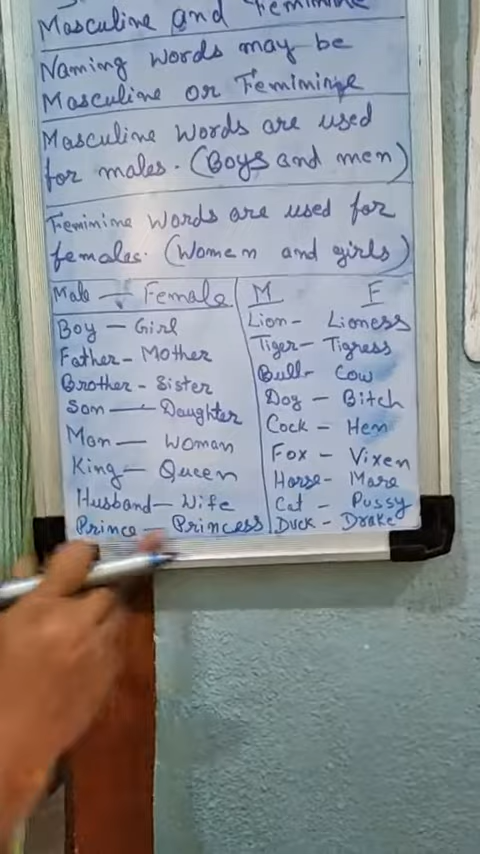 Masculine and Feminine
Naming words may be
Masculine or Feminine
Masculine words are used
for males. (Boys and men)
Feminine words are used for
females. (Women and girls)
Male — Female
Boy — Girl
Father - Mother
Brother - Sister
Son — Daughter
Man — Woman
King — Queen
Husband — Wife
Prince — Princess
M F
Lion - Lioness
Tiger - Tigress
Bull - Cow
Dog - Bitch
Cock - Hen
Fox - Vixen
Horse - Mare
Cat - Pussy
Duck - Drake